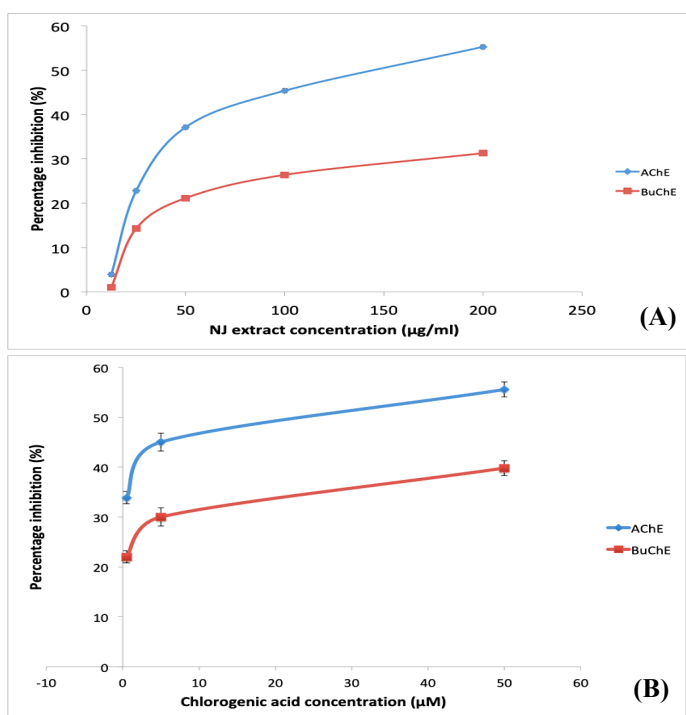 60
50
40
30
20
10
0
Percentage inhibition (%)
0 50 100 150 200 250
NJ extract concentration (µg/ml)
AChE
BuChE
(A)
60
50
40
30
20
10
0
Percentage inhibition (%)
-10 0 10 20 30 40 50 60
Chlorogenic acid concentration (µM)
AChE
BuChE
(B)